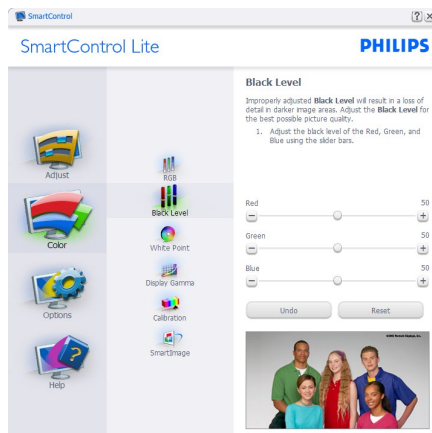 SmartControl
SmartControl Lite
PHILIPS
Adjust
Color
Options
Help
RGB
Black Level
White Point
Display Gamma
Calibration
SmartImage
Black Level
Improperly adjusted Black Level will result in a loss of
detail in darker image areas. Adjust the Black Level for
the best possible picture quality.
1. Adjust the black level of the Red, Green, and
Blue using the slider bars.
Red 50
Green 50
Blue 50
Undo Reset